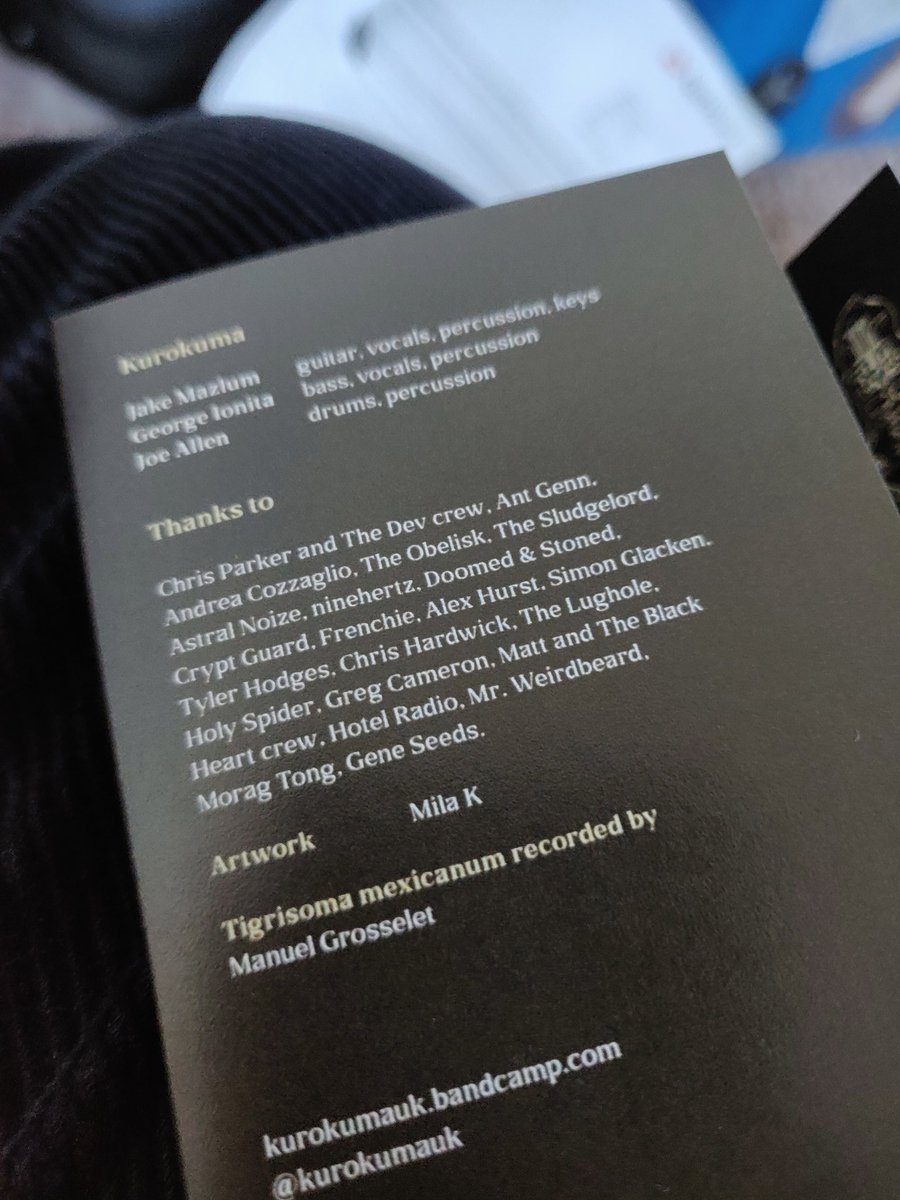 Kurokuma
Jake Mazlum guitar, vocals, percussion, keys
George Ionita bass, vocals, percussion
Joe Allen drums, percussion
Thanks to
Chris Parker and The Dev crew, Ant Genn,
Andrea Cozzaglio, The Obelisk, The Sludgelord,
Astral Noize, ninehertz, Doomed & Stoned,
Crypt Guard, Frenchie, Alex Hurst, Simon Glacken,
Tyler Hodges, Chris Hardwick, The Lughole,
Holy Spider, Greg Cameron, Matt and The Black
Heart crew, Hotel Radio, Mr. Weirdbeard,
Morag Tong, Gene Seeds.
Artwork Mila K
Tigrisoma mexicanum recorded by
Manuel Grosselet
kurokumauk.bandcamp.com
@kurokumauk